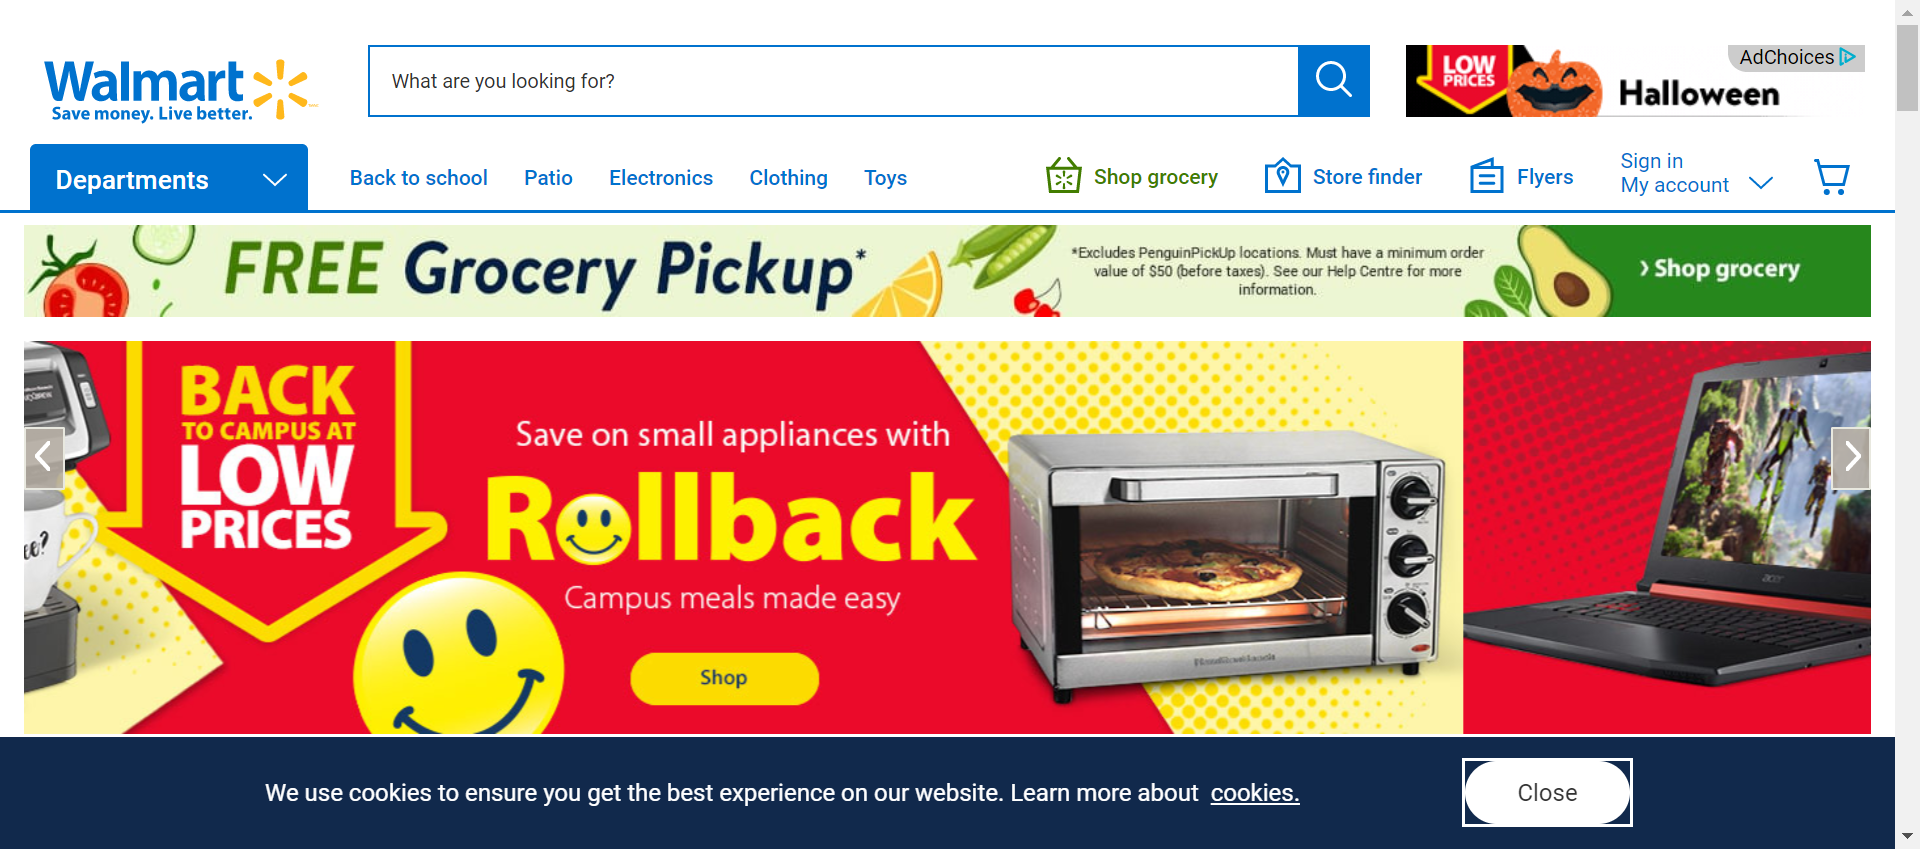 Walmart
Save money. Live better.
What are you looking for?
LOW
PRICES
Halloween
AdChoices
Departments
Back to school
Patio
Electronics
Clothing
Toys
Shop grocery
Store finder
Flyers
Sign in
My account
FREE Grocery Pickup*
*Excludes PenguinPickUp locations. Must have a minimum order
value of $50 (before taxes). See our Help Centre for more
information.
› Shop grocery
BACK
TO CAMPUS AT
LOW
PRICES
Save on small appliances with
Rollback
Campus meals made easy
Shop
acer
We use cookies to ensure you get the best experience on our website. Learn more about cookies.
Close